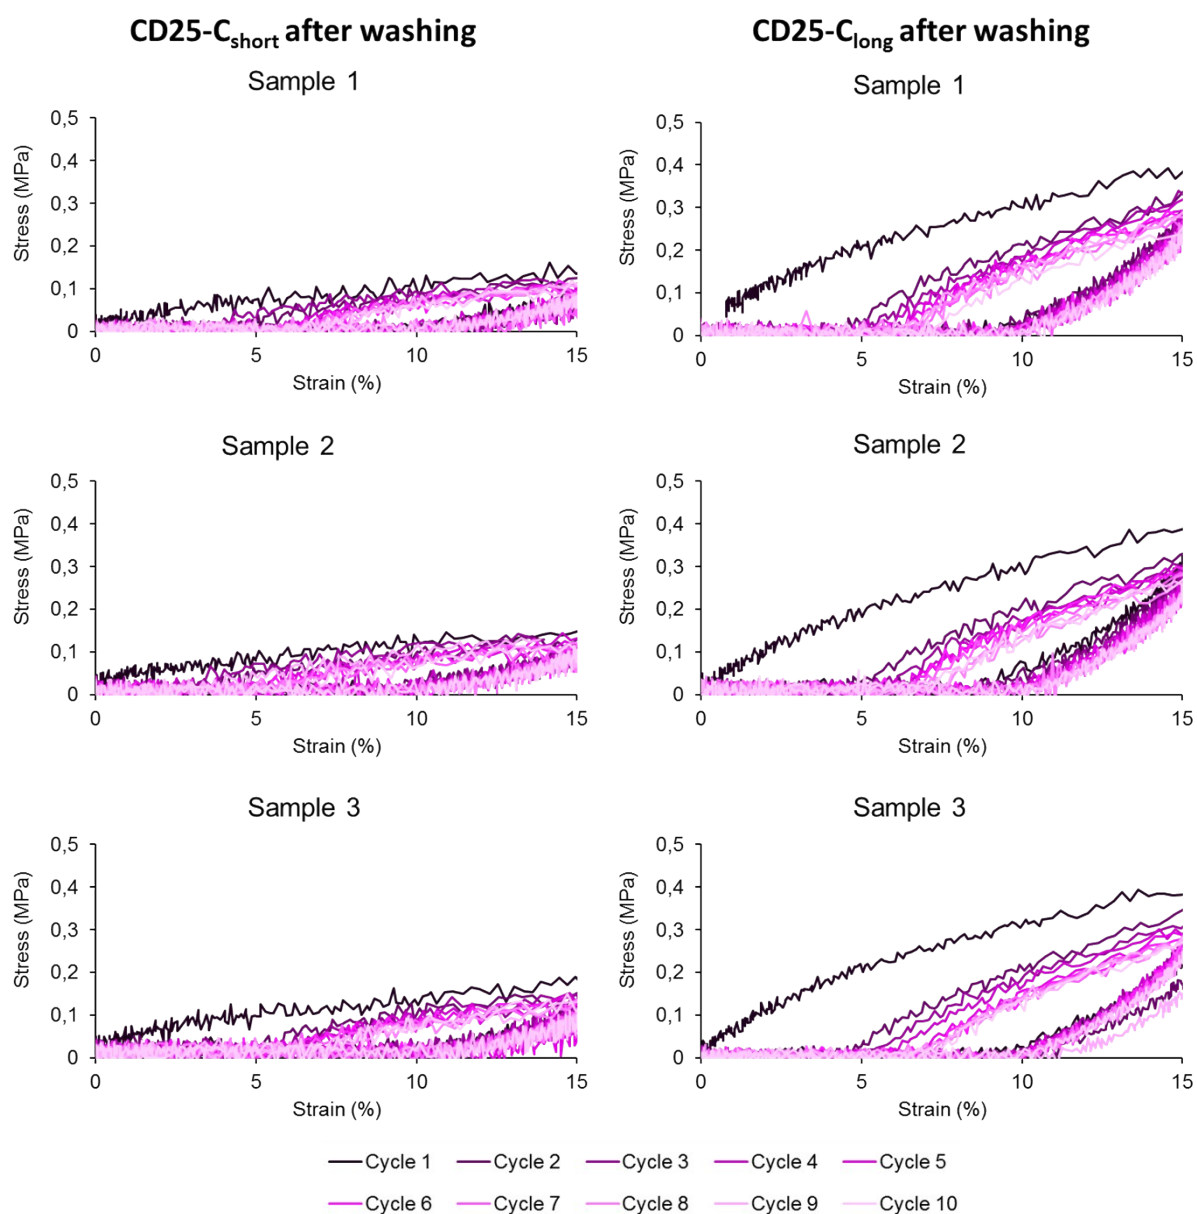 CD25-Cshort after washing
CD25-Clong after washing
Sample 1
Sample 1
0,5
0,4
0,3
0,2
0,1
0
Stress (MPa)
0 5 10 15
Strain (%)
0,5
0,4
0,3
0,2
0,1
0
Stress (MPa)
0 5 10 15
Strain (%)
Sample 2
Sample 2
0,5
0,4
0,3
0,2
0,1
0
Stress (MPa)
0 5 10 15
Strain (%)
0,5
0,4
0,3
0,2
0,1
0
Stress (MPa)
0 5 10 15
Strain (%)
Sample 3
Sample 3
0,5
0,4
0,3
0,2
0,1
0
Stress (MPa)
0 5 10 15
Strain (%)
0,5
0,4
0,3
0,2
0,1
0
Stress (MPa)
0 5 10 15
Strain (%)
Cycle 1 Cycle 2 Cycle 3 Cycle 4 Cycle 5
Cycle 6 Cycle 7 Cycle 8 Cycle 9 Cycle 10